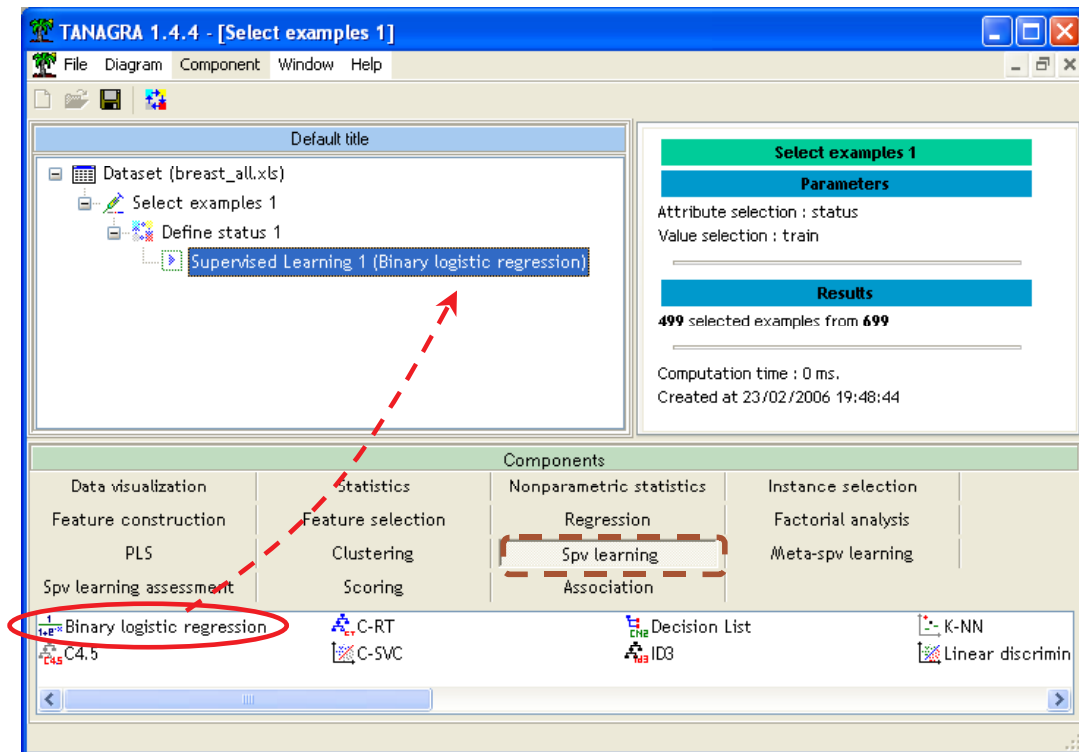 TANAGRA 1.4.4 - [Select examples 1]
File Diagram Component Window Help
Default title
Dataset (breast_all.xls)
Select examples 1
Define status 1
Supervised Learning 1 (Binary logistic regression)
Select examples 1
Parameters
Attribute selection : status
Value selection : train
Results
499 selected examples from 699
Computation time : 0 ms.
Created at 23/02/2006 19:48:44
Components
Data visualization Statistics Nonparametric statistics Instance selection
Feature construction Feature selection Regression Factorial analysis
PLS Clustering Spv learning Meta-spv learning
Spv learning assessment Scoring Association
Binary logistic regression C-RT Decision List K-NN
C4.5 C-SVC ID3 Linear discrimin